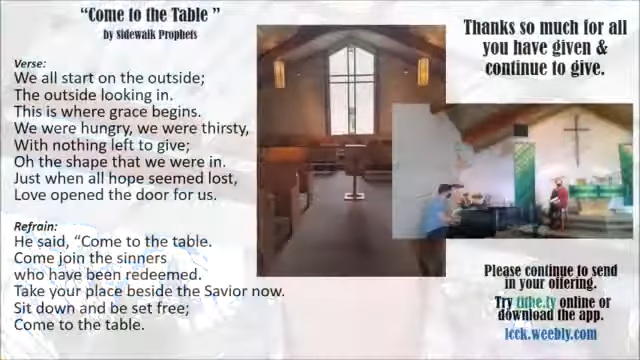 "Come to the Table "
by Sidewalk Prophets
Verse:
We all start on the outside;
The outside looking in.
This is where grace begins.
We were hungry, we were thirsty,
With nothing left to give;
Oh the shape that we were in.
Just when all hope seemed lost,
Love opened the door for us.
Refrain:
He said, "Come to the table.
Come join the sinners
who have been redeemed.
Take your place beside the Savior now.
Sit down and be set free;
Come to the table.
Thanks so much for all
you have given &
continue to give.
Please continue to send
in your offering.
Try tithe.ly online or
download the app.
lcck.weebly.com